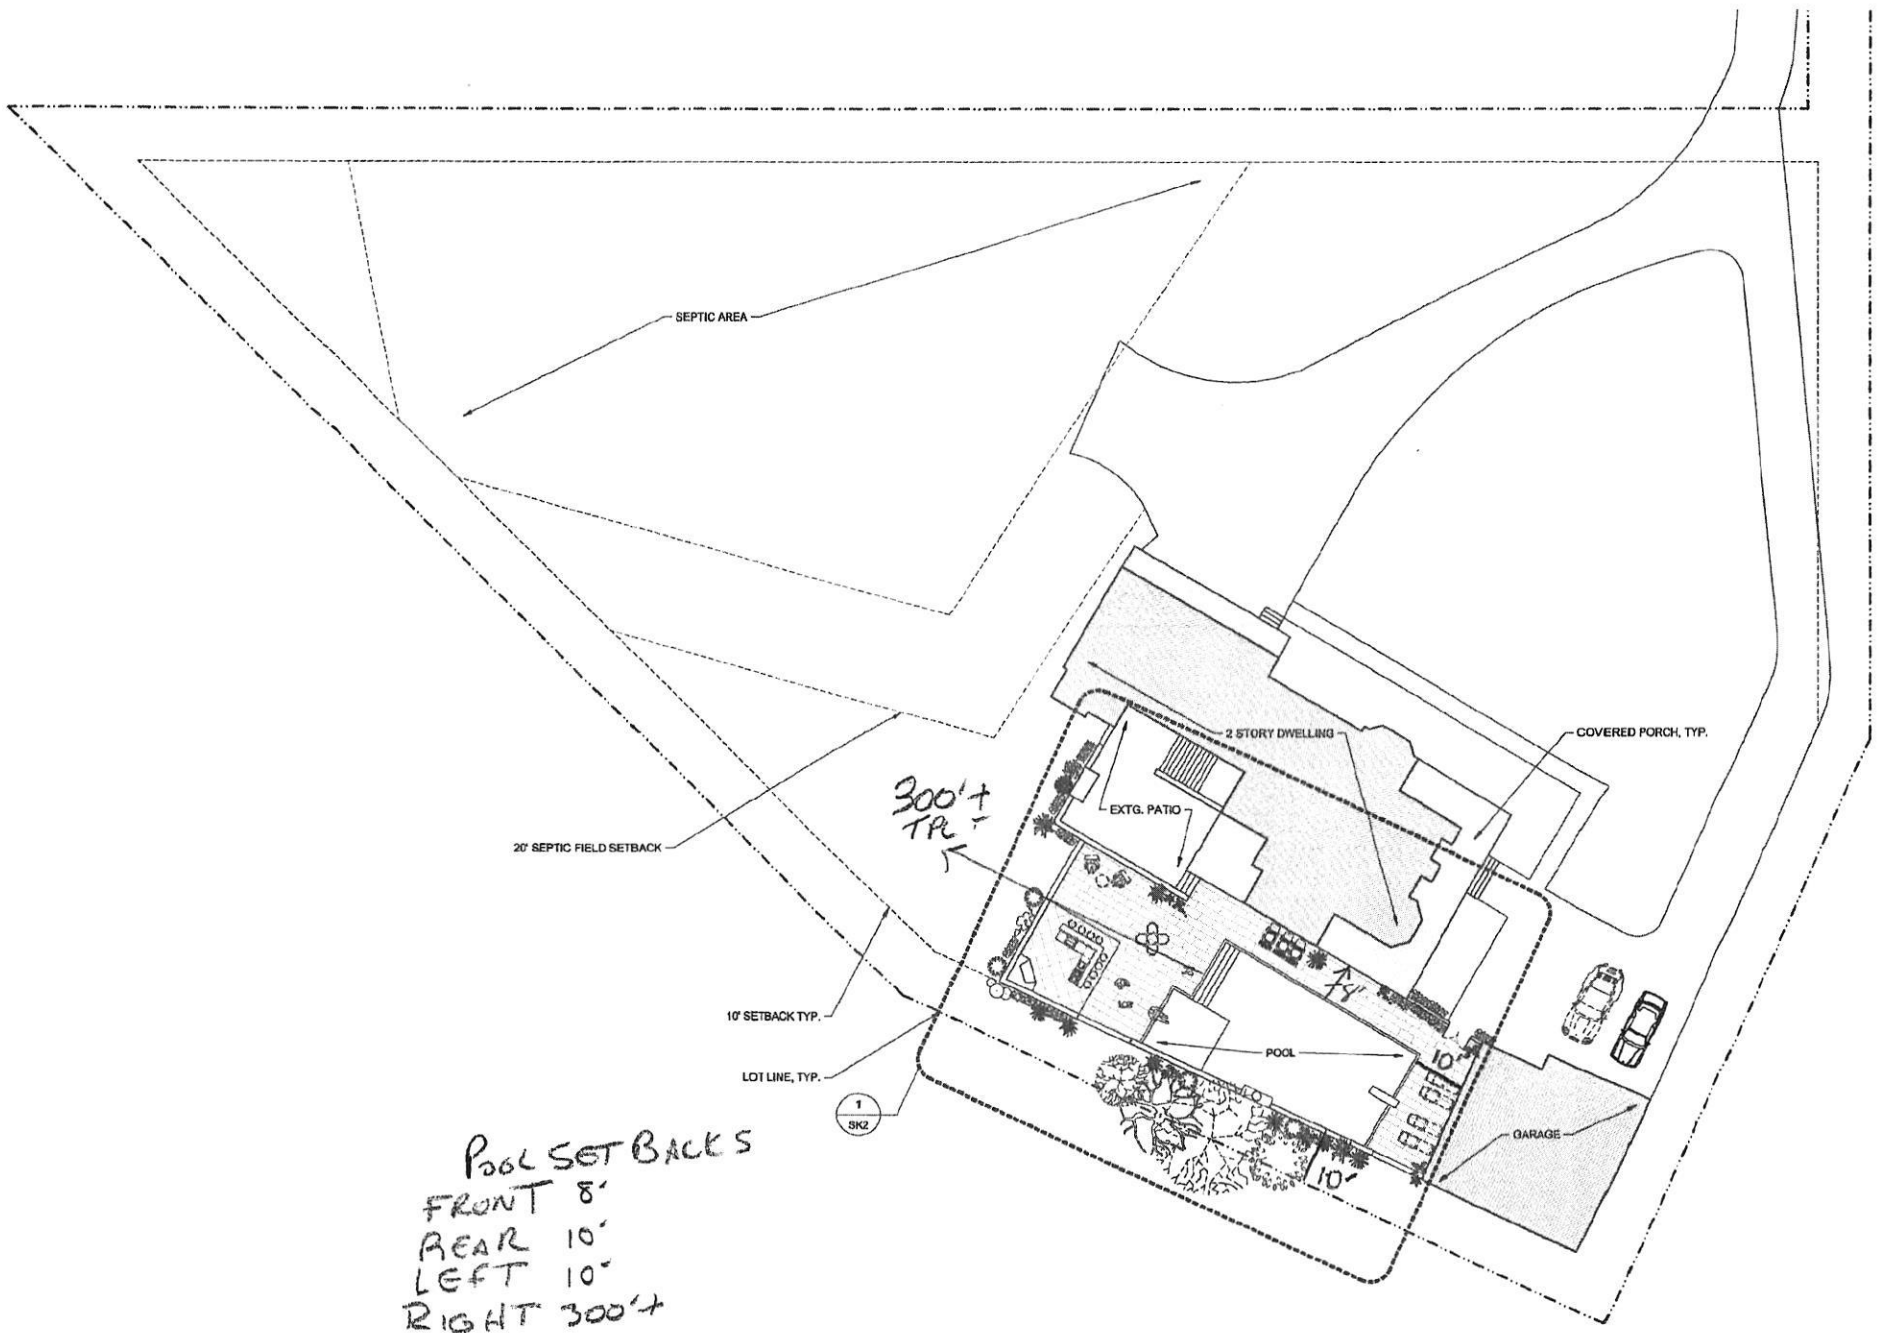 SEPTIC AREA
2 STORY DWELLING
COVERED PORCH, TYP.
300'+
EXTG. PATIO
20' SEPTIC FIELD SETBACK
8'
10' SETBACK TYP.
POOL
10'
LOT LINE, TYP.
1
SK2
GARAGE
10'
POOL SETBACKS
FRONT 8'
REAR 10'
LEFT 10'
RIGHT 300'+